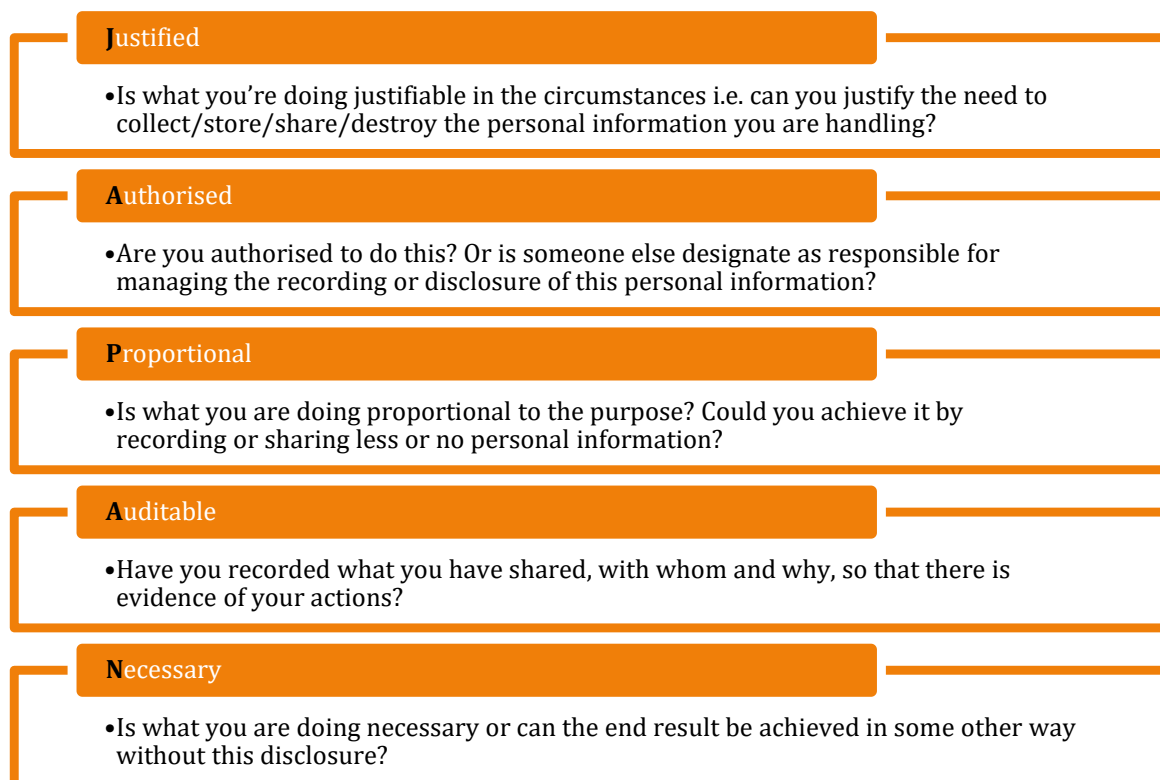 Justified
•Is what you’re doing justifiable in the circumstances i.e. can you justify the need to
collect/store/share/destroy the personal information you are handling?
Authorised
•Are you authorised to do this? Or is someone else designate as responsible for
managing the recording or disclosure of this personal information?
Proportional
•Is what you are doing proportional to the purpose? Could you achieve it by
recording or sharing less or no personal information?
Auditable
•Have you recorded what you have shared, with whom and why, so that there is
evidence of your actions?
Necessary
•Is what you are doing necessary or can the end result be achieved in some other way
without this disclosure?